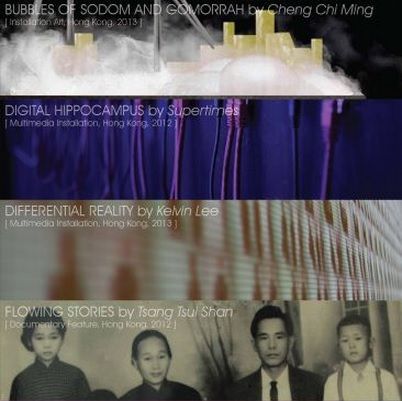 BUBBLES OF SODOM AND GOMORRAH by Cheng Chi Ming
[ Installation Art, Hong Kong, 2013 ]
DIGITAL HIPPOCAMPUS by Supertimes
[ Multimedia Installation, Hong Kong, 2012 ]
DIFFERENTIAL REALITY by Kelvin Lee
[ Multimedia Installation, Hong Kong, 2013 ]
FLOWING STORIES by Tsang Tsui Shan
[ Documentary Feature, Hong Kong, 2012 ]